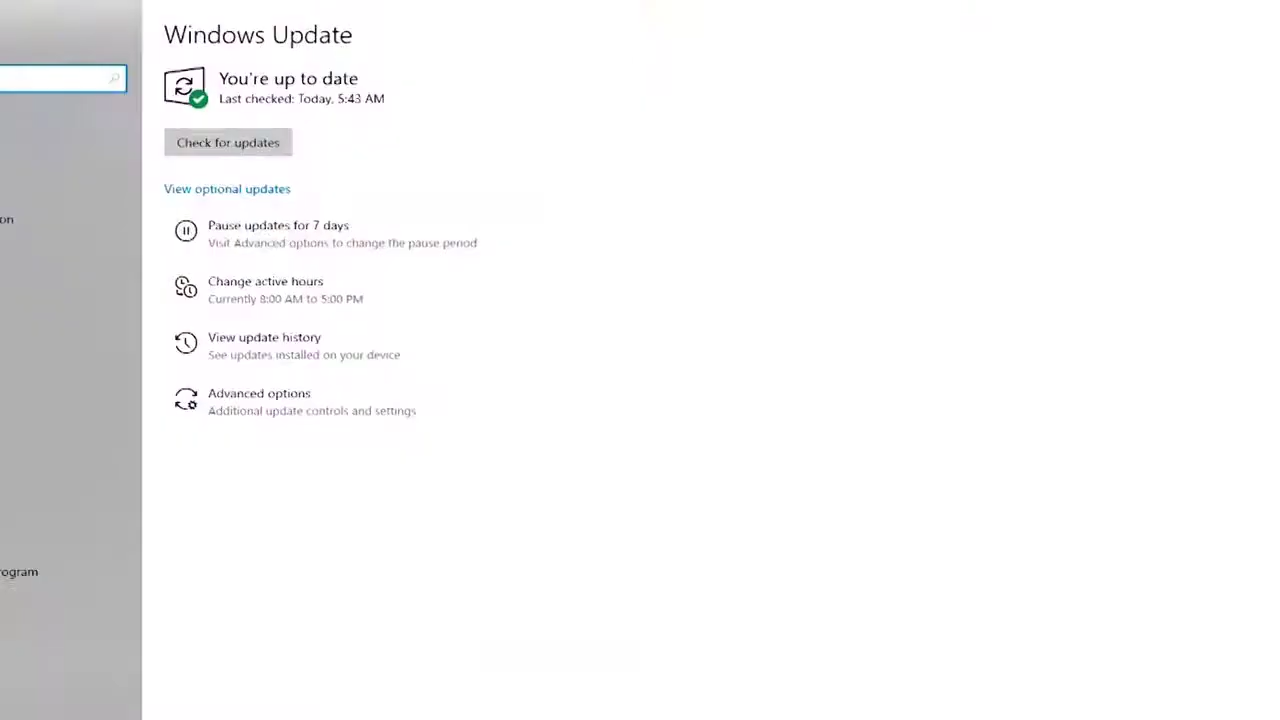 Windows Update
You're up to date
Last checked: Today, 5:43 AM
Check for updates
View optional updates
on
Pause updates for 7 days
Visit Advanced options to change the pause period
Change active hours
Currently 8:00 AM to 5:00 PM
View update history
See updates installed on your device
Advanced options
Additional update controls and settings
rogram